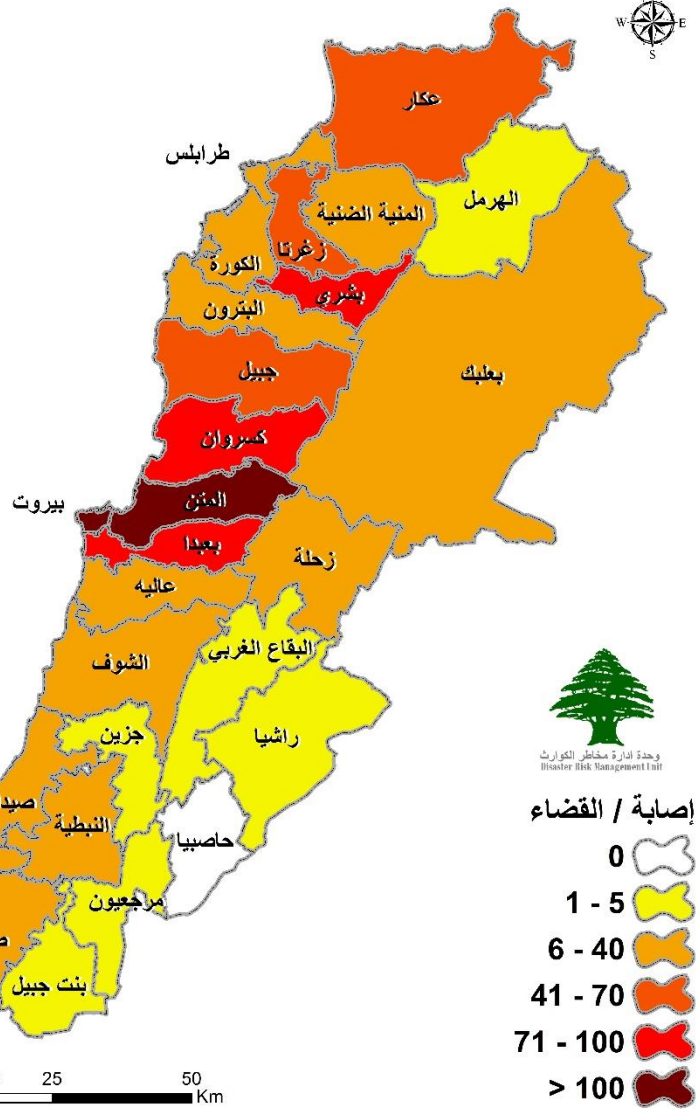 W E
S
عكار
طرابلس
الهرمل
المنية الضنية
زغرتا
الكورة
بشري
البترون
جبيل
بعلبك
كسروان
المتن
بيروت
بعبدا
زحلة
عاليه
البقاع الغربي
الشوف
راشيا
جزين
وحدة ادارة مخاطر الكوارث
Disaster Risk Management Unit
صيد
النبطية
حاصبيا
مرجعيون
بنت جبيل
إصابة / القضاء
0
1 - 5
6 - 40
41 - 70
71 - 100
> 100
25 50
Km